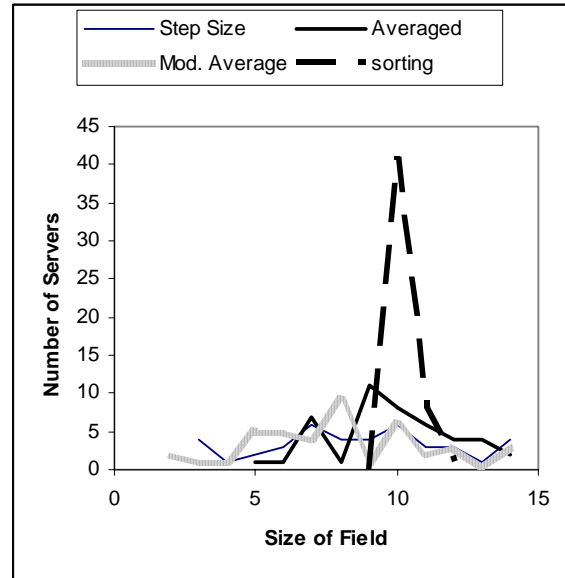 Step Size Averaged
Mod. Average sorting
45
40
35
30
25
20
15
10
5
0
Number of Servers
0 5 10 15
Size of Field